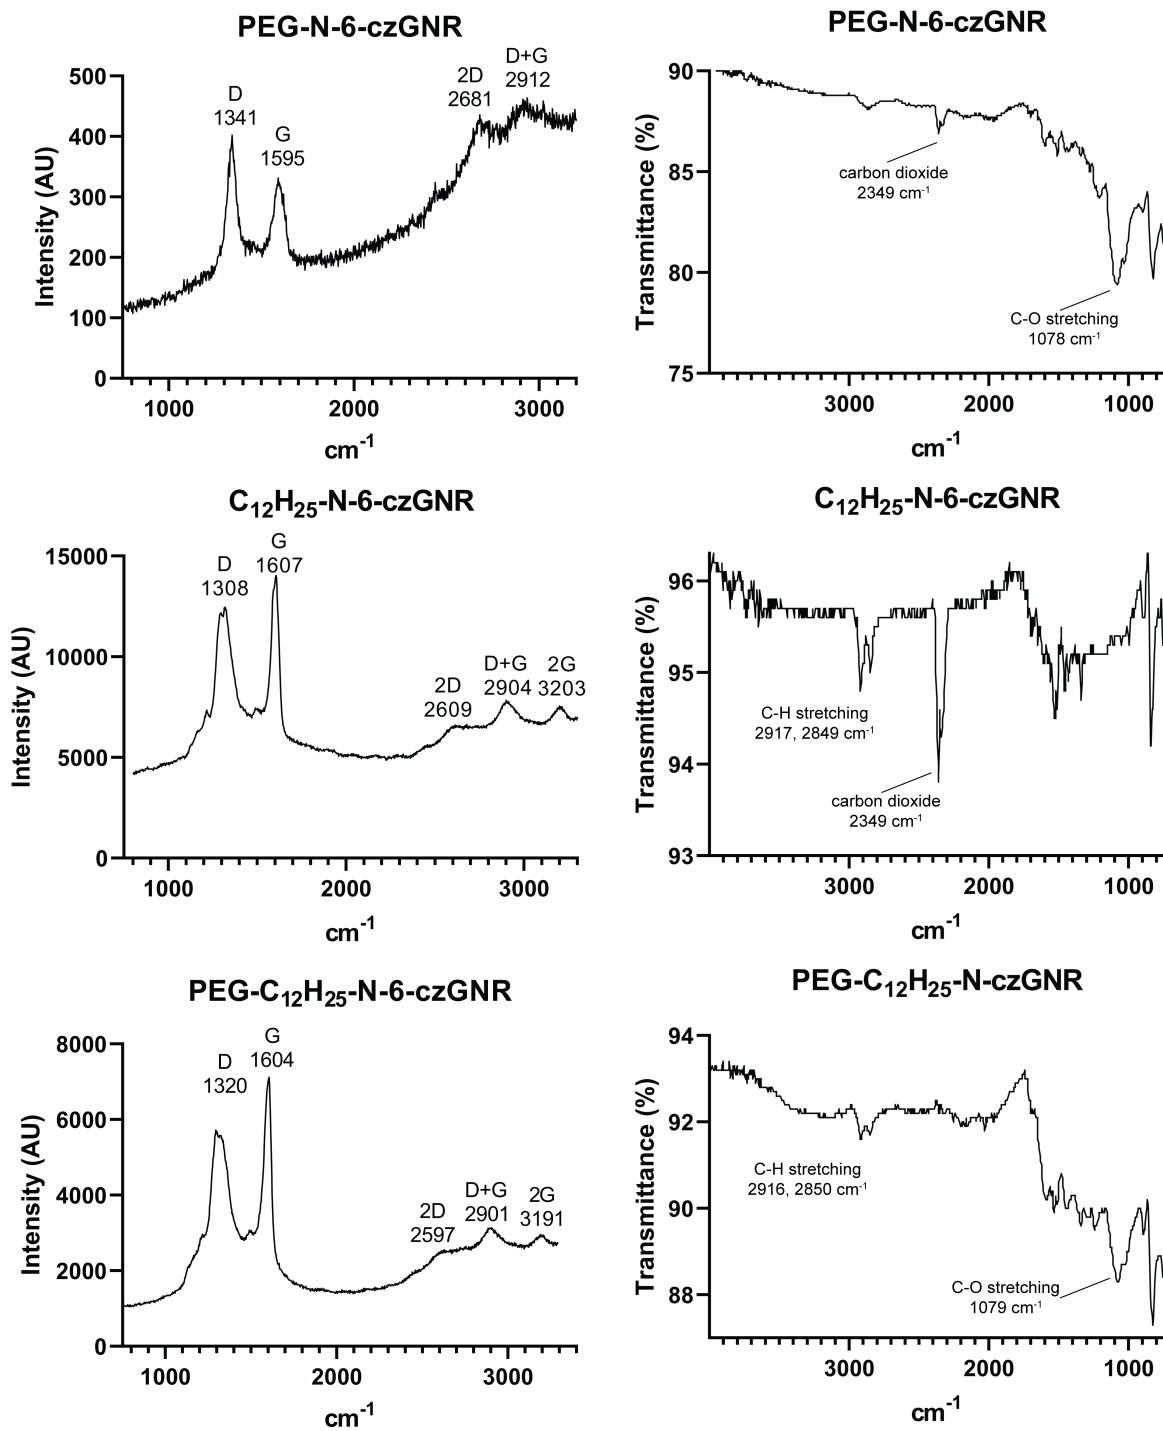 PEG-N-6-czGNR
Intensity (AU)
500
400
300
200
100
0
D
1341
G
1595
2D
2681
D+G
2912
1000 2000 3000
cm-1
PEG-N-6-czGNR
Transmittance (%)
90
85
80
75
carbon dioxide
2349 cm-1
C-O stretching
1078 cm-1
3000 2000 1000
cm-1
C12H25-N-6-czGNR
Intensity (AU)
15000
10000
5000
0
D
1308
G
1607
2D
2609
D+G
2904
2G
3203
1000 2000 3000
cm-1
C12H25-N-6-czGNR
Transmittance (%)
96
95
94
93
C-H stretching
2917, 2849 cm-1
carbon dioxide
2349 cm-1
3000 2000 1000
cm-1
PEG-C12H25-N-6-czGNR
Intensity (AU)
8000
6000
4000
2000
0
D
1320
G
1604
2D
2597
D+G
2901
2G
3191
1000 2000 3000
cm-1
PEG-C12H25-N-czGNR
Transmittance (%)
94
92
90
88
C-H stretching
2916, 2850 cm-1
C-O stretching
1079 cm-1
3000 2000 1000
cm-1